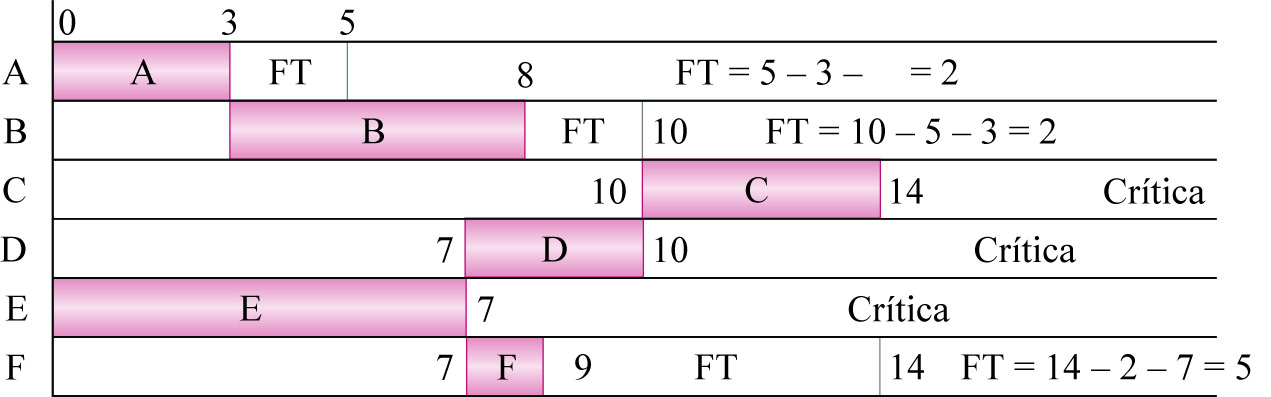 0 3 5
A A FT 8 FT = 5 – 3 – = 2
B B FT 10 FT = 10 – 5 – 3 = 2
C 10 C 14 Crítica
D 7 D 10 Crítica
E E 7 Crítica
F 7 F 9 FT 14 FT = 14 – 2 – 7 = 5